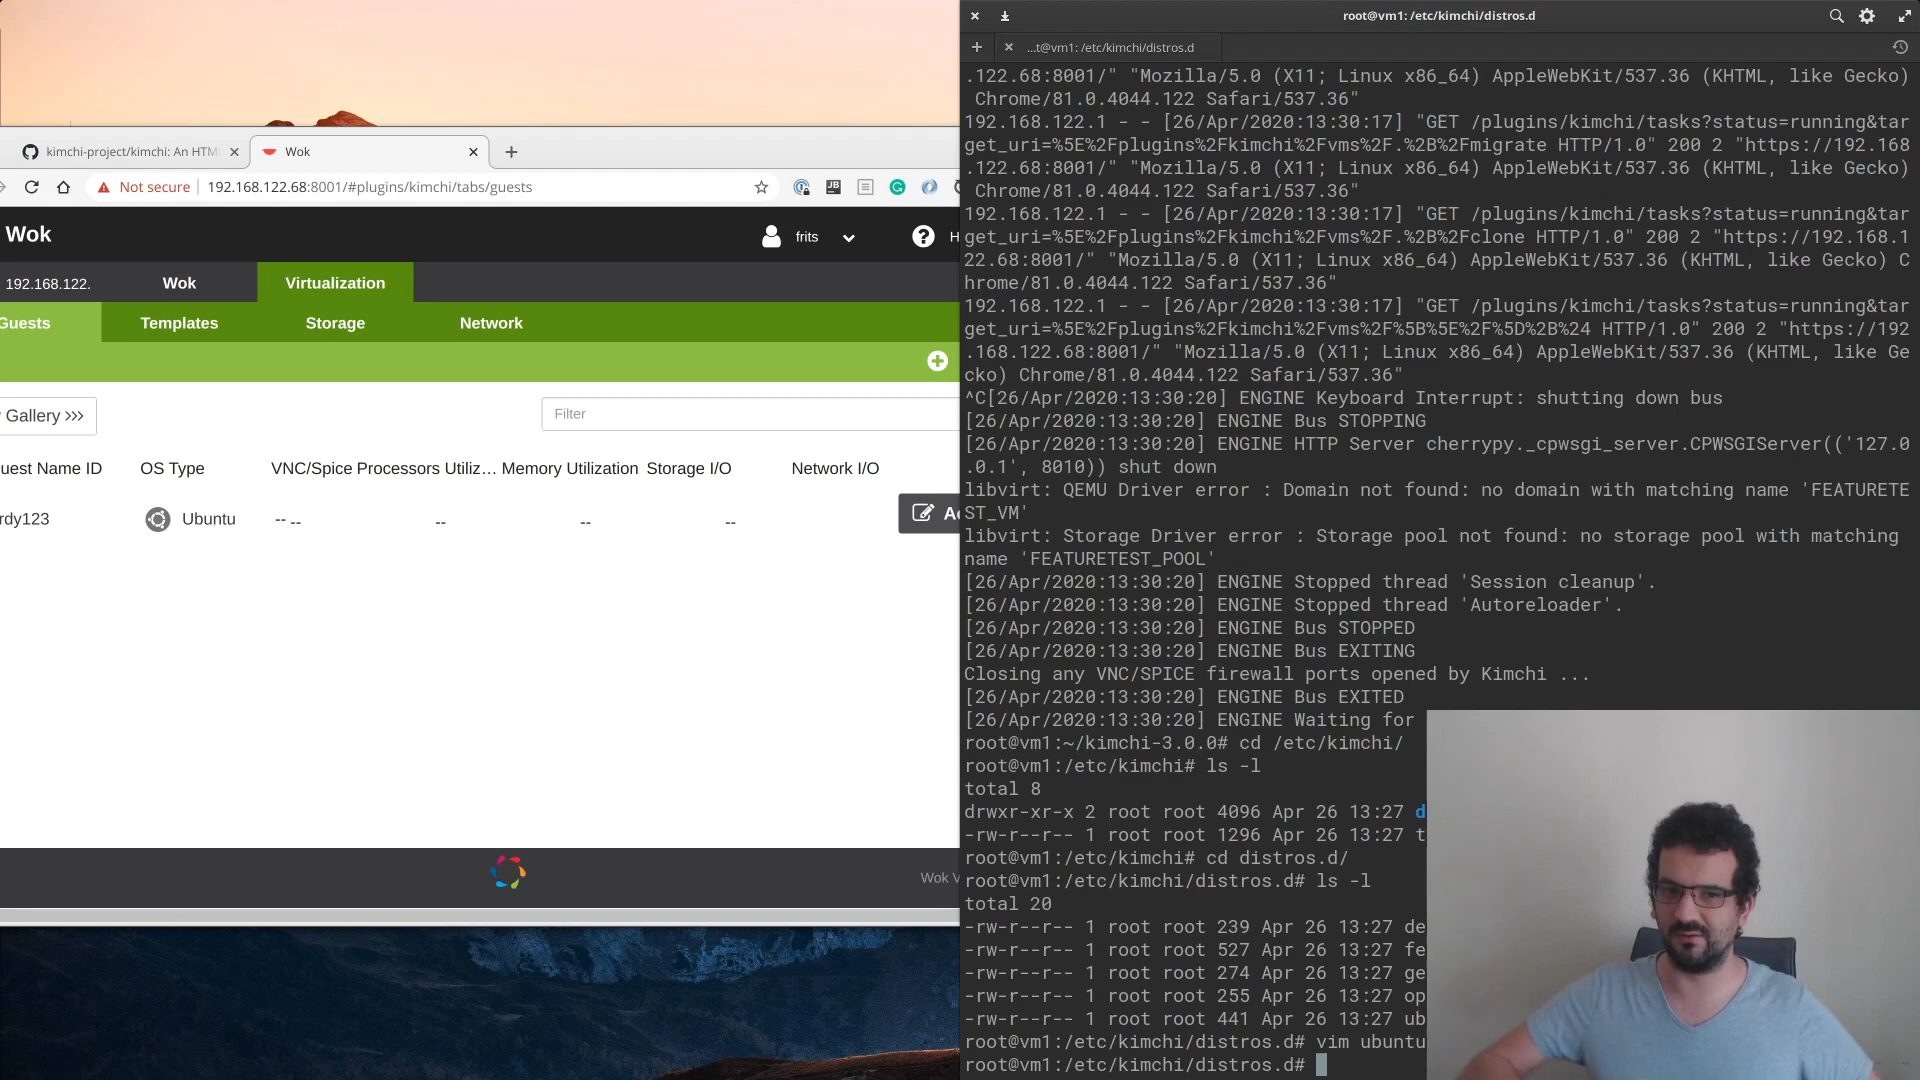 kimchi-project/kimchi: An HTM
Wok
Not secure
192.168.122.68:8001/#plugins/kimchi/tabs/guests
JB
Wok
frits
H
192.168.122.
Wok
Virtualization
Guests
Templates
Storage
Network
Gallery >>>
Filter
uest Name ID
OS Type
VNC/Spice Processors Utiliz… Memory Utilization
Storage I/O
Network I/O
rdy123
Ubuntu
-- --
--
--
--
Ac
Wok V
root@vm1: /etc/kimchi/distros.d
...t@vm1: /etc/kimchi/distros.d
.122.68:8001/" "Mozilla/5.0 (X11; Linux x86_64) AppleWebKit/537.36 (KHTML, like Gecko)
Chrome/81.0.4044.122 Safari/537.36"
192.168.122.1 - - [26/Apr/2020:13:30:17] "GET /plugins/kimchi/tasks?status=running&tar
get_uri=%5E%2Fplugins%2Fkimchi%2Fvms%2F.%2B%2Fmigrate HTTP/1.0" 200 2 "https://192.168
.122.68:8001/" "Mozilla/5.0 (X11; Linux x86_64) AppleWebKit/537.36 (KHTML, like Gecko)
Chrome/81.0.4044.122 Safari/537.36"
192.168.122.1 - - [26/Apr/2020:13:30:17] "GET /plugins/kimchi/tasks?status=running&tar
get_uri=%5E%2Fplugins%2Fkimchi%2Fvms%2F.%2B%2Fclone HTTP/1.0" 200 2 "https://192.168.1
22.68:8001/" "Mozilla/5.0 (X11; Linux x86_64) AppleWebKit/537.36 (KHTML, like Gecko) C
hrome/81.0.4044.122 Safari/537.36"
192.168.122.1 - - [26/Apr/2020:13:30:17] "GET /plugins/kimchi/tasks?status=running&tar
get_uri=%5E%2Fplugins%2Fkimchi%2Fvms%2F%5B%5E%2F%5D%2B%24 HTTP/1.0" 200 2 "https://192
.168.122.68:8001/" "Mozilla/5.0 (X11; Linux x86_64) AppleWebKit/537.36 (KHTML, like Ge
cko) Chrome/81.0.4044.122 Safari/537.36"
^C[26/Apr/2020:13:30:20] ENGINE Keyboard Interrupt: shutting down bus
[26/Apr/2020:13:30:20] ENGINE Bus STOPPING
[26/Apr/2020:13:30:20] ENGINE HTTP Server cherrypy._cpwsgi_server.CPWSGIServer(('127.0
.0.1', 8010)) shut down
libvirt: QEMU Driver error : Domain not found: no domain with matching name 'FEATURETE
ST_VM'
libvirt: Storage Driver error : Storage pool not found: no storage pool with matching
name 'FEATURETEST_POOL'
[26/Apr/2020:13:30:20] ENGINE Stopped thread 'Session cleanup'.
[26/Apr/2020:13:30:20] ENGINE Stopped thread 'Autoreloader'.
[26/Apr/2020:13:30:20] ENGINE Bus STOPPED
[26/Apr/2020:13:30:20] ENGINE Bus EXITING
Closing any VNC/SPICE firewall ports opened by Kimchi ...
[26/Apr/2020:13:30:20] ENGINE Bus EXITED
[26/Apr/2020:13:30:20] ENGINE Waiting for
root@vm1:~/kimchi-3.0.0# cd /etc/kimchi/
root@vm1:/etc/kimchi# ls -l
total 8
drwxr-xr-x 2 root root 4096 Apr 26 13:27 d
-rw-r--r-- 1 root root 1296 Apr 26 13:27 t
root@vm1:/etc/kimchi# cd distros.d/
root@vm1:/etc/kimchi/distros.d# ls -l
total 20
-rw-r--r-- 1 root root 239 Apr 26 13:27 de
-rw-r--r-- 1 root root 527 Apr 26 13:27 fe
-rw-r--r-- 1 root root 274 Apr 26 13:27 ge
-rw-r--r-- 1 root root 255 Apr 26 13:27 op
-rw-r--r-- 1 root root 441 Apr 26 13:27 ub
root@vm1:/etc/kimchi/distros.d# vim ubuntu
root@vm1:/etc/kimchi/distros.d#